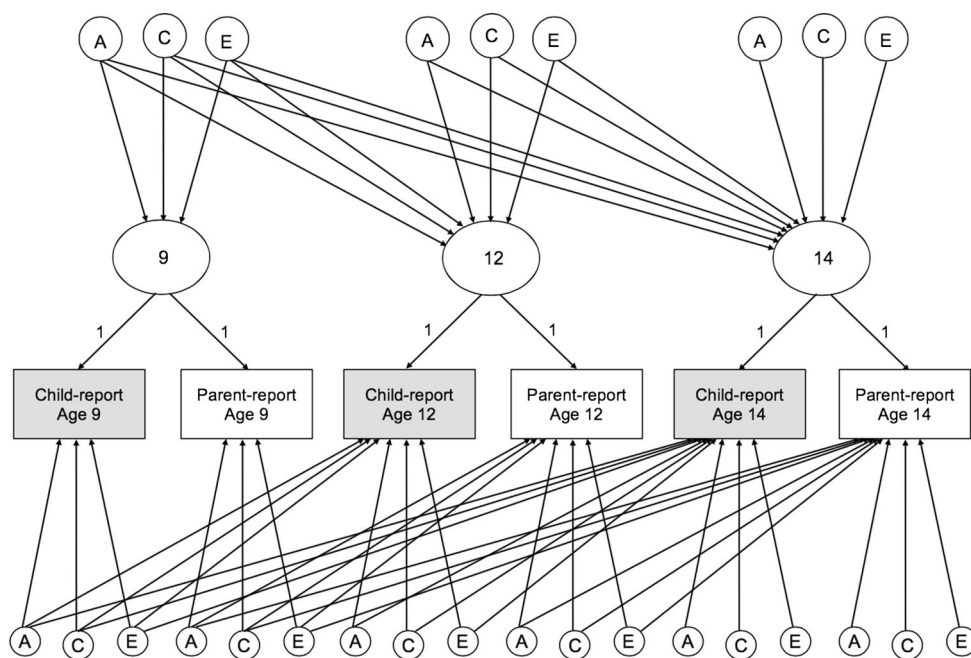 A C E A C E A C E
9 12 14
1 1 1 1 1 1
Child-report Parent-report Child-report Parent-report Child-report Parent-report
Age 9 Age 9 Age 12 Age 12 Age 14 Age 14
A C E A C E A C E A C E A C E A C E